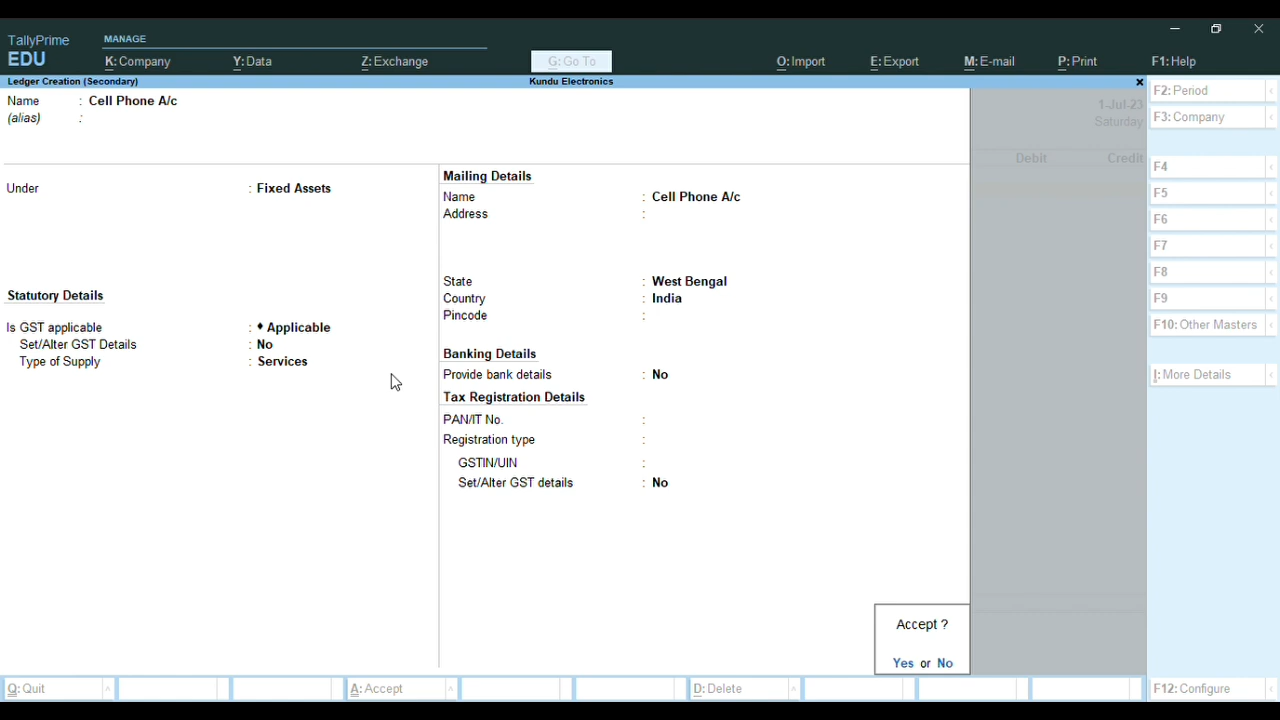 TallyPrime
EDU
MANAGE
K: Company Y: Data Z: Exchange G: Go To O: Import E: Export M: E-mail P: Print F1: Help
Ledger Creation (Secondary) Kundu Electronics
Name : Cell Phone A/c
(alias) :
1-Jul-23
Saturday
Debit Credit
Under : Fixed Assets
Statutory Details
Is GST applicable : ♦ Applicable
Set/Alter GST Details : No
Type of Supply : Services
Mailing Details
Name : Cell Phone A/c
Address :
State : West Bengal
Country : India
Pincode :
Banking Details
Provide bank details : No
Tax Registration Details
PAN/IT No. :
Registration type :
GSTIN/UIN :
Set/Alter GST details : No
Accept ?
Yes or No
F2: Period
F3: Company
F4
F5
F6
F7
F8
F9
F10: Other Masters
I: More Details
Q: Quit A: Accept D: Delete F12: Configure